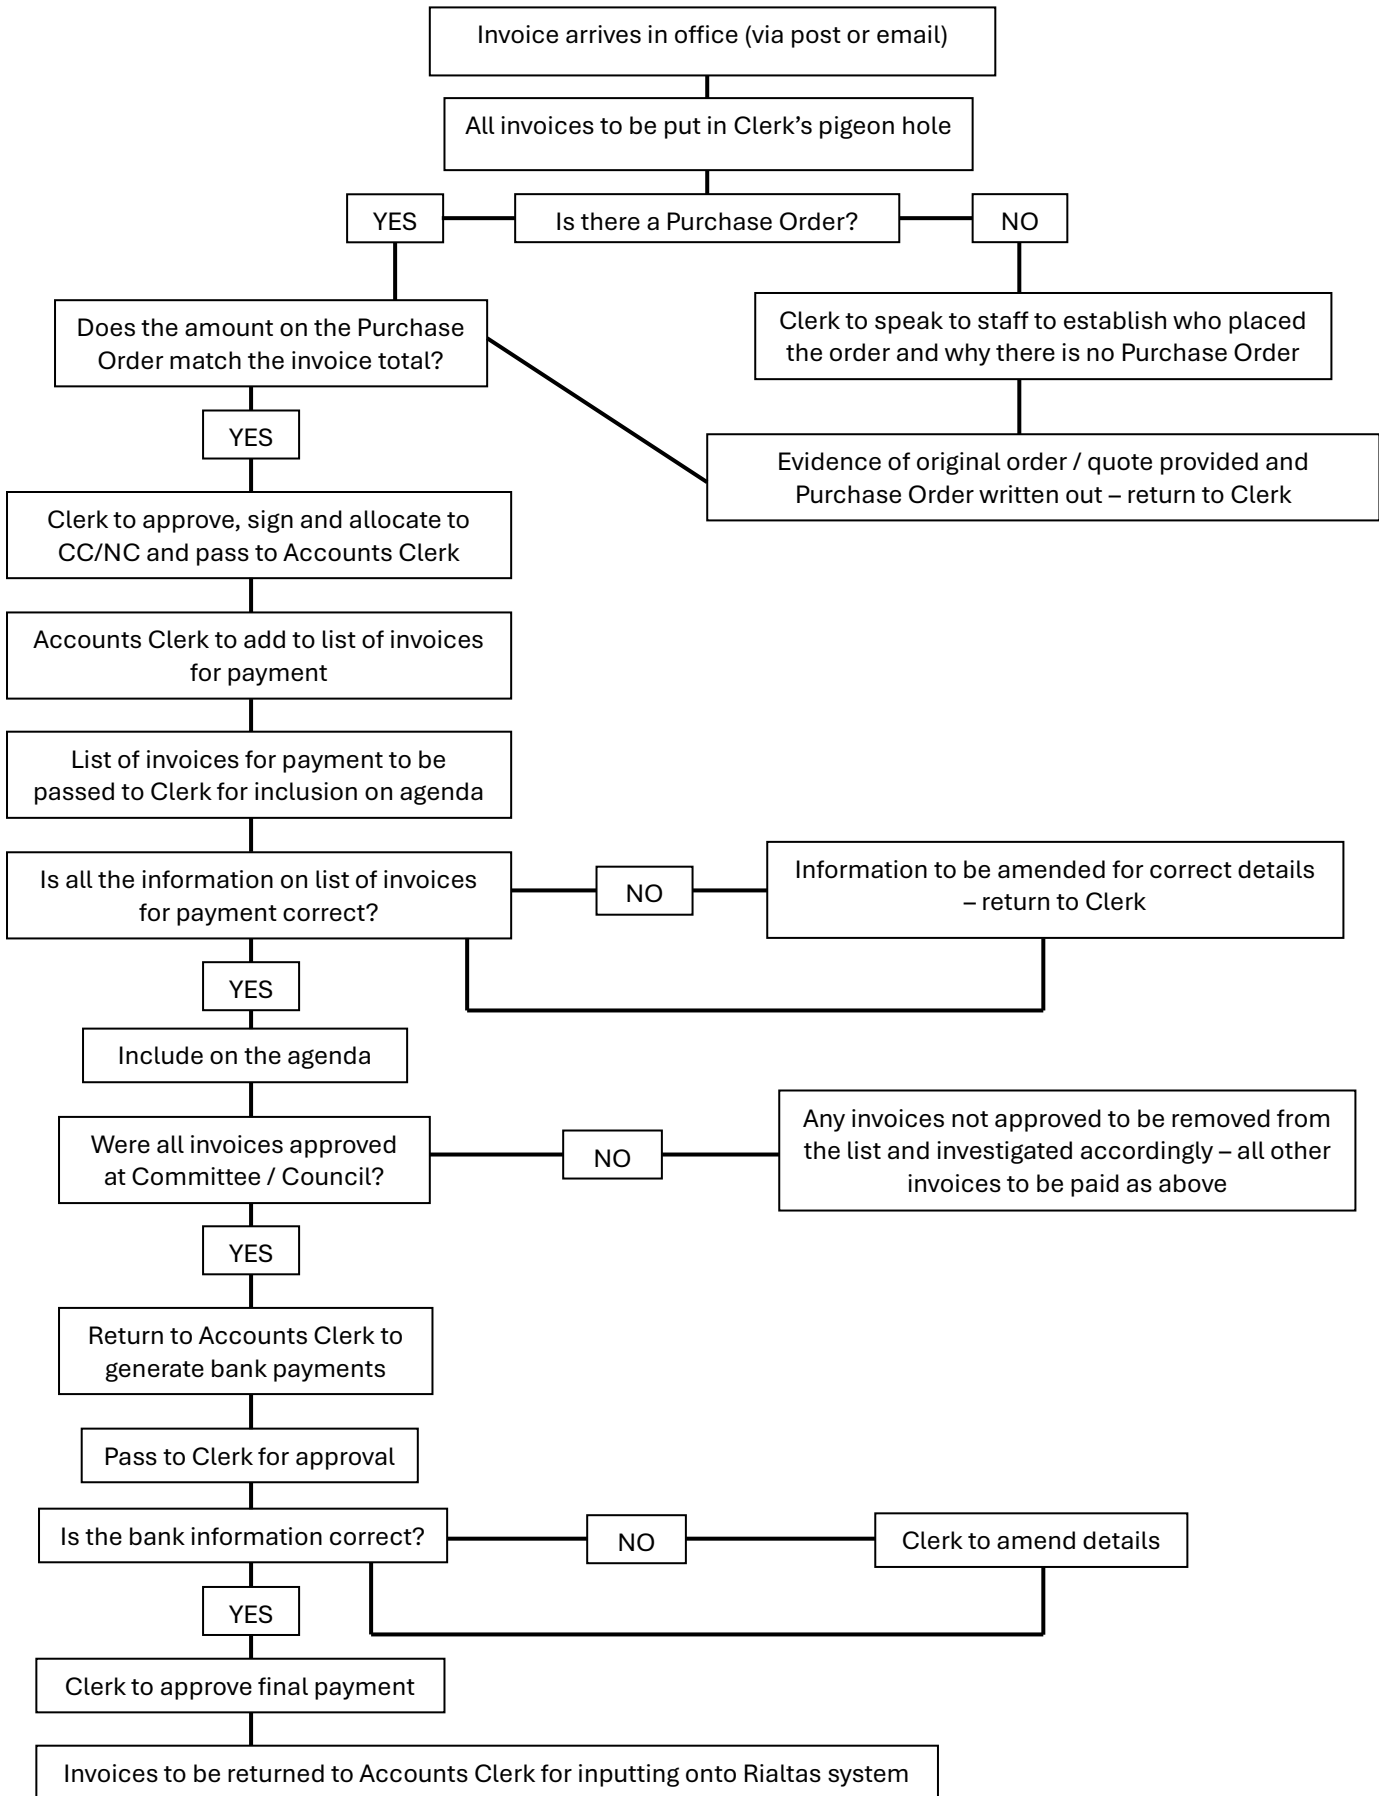 Invoice arrives in office (via post or email)
All invoices to be put in Clerk’s pigeon hole
YES
Is there a Purchase Order?
NO
Does the amount on the Purchase
Order match the invoice total?
Clerk to speak to staff to establish who placed
the order and why there is no Purchase Order
YES
Evidence of original order / quote provided and
Purchase Order written out – return to Clerk
Clerk to approve, sign and allocate to
CC/NC and pass to Accounts Clerk
Accounts Clerk to add to list of invoices
for payment
List of invoices for payment to be
passed to Clerk for inclusion on agenda
Is all the information on list of invoices
for payment correct?
NO
Information to be amended for correct details
– return to Clerk
YES
Include on the agenda
Were all invoices approved
at Committee / Council?
NO
Any invoices not approved to be removed from
the list and investigated accordingly – all other
invoices to be paid as above
YES
Return to Accounts Clerk to
generate bank payments
Pass to Clerk for approval
Is the bank information correct?
NO
Clerk to amend details
YES
Clerk to approve final payment
Invoices to be returned to Accounts Clerk for inputting onto Rialtas system